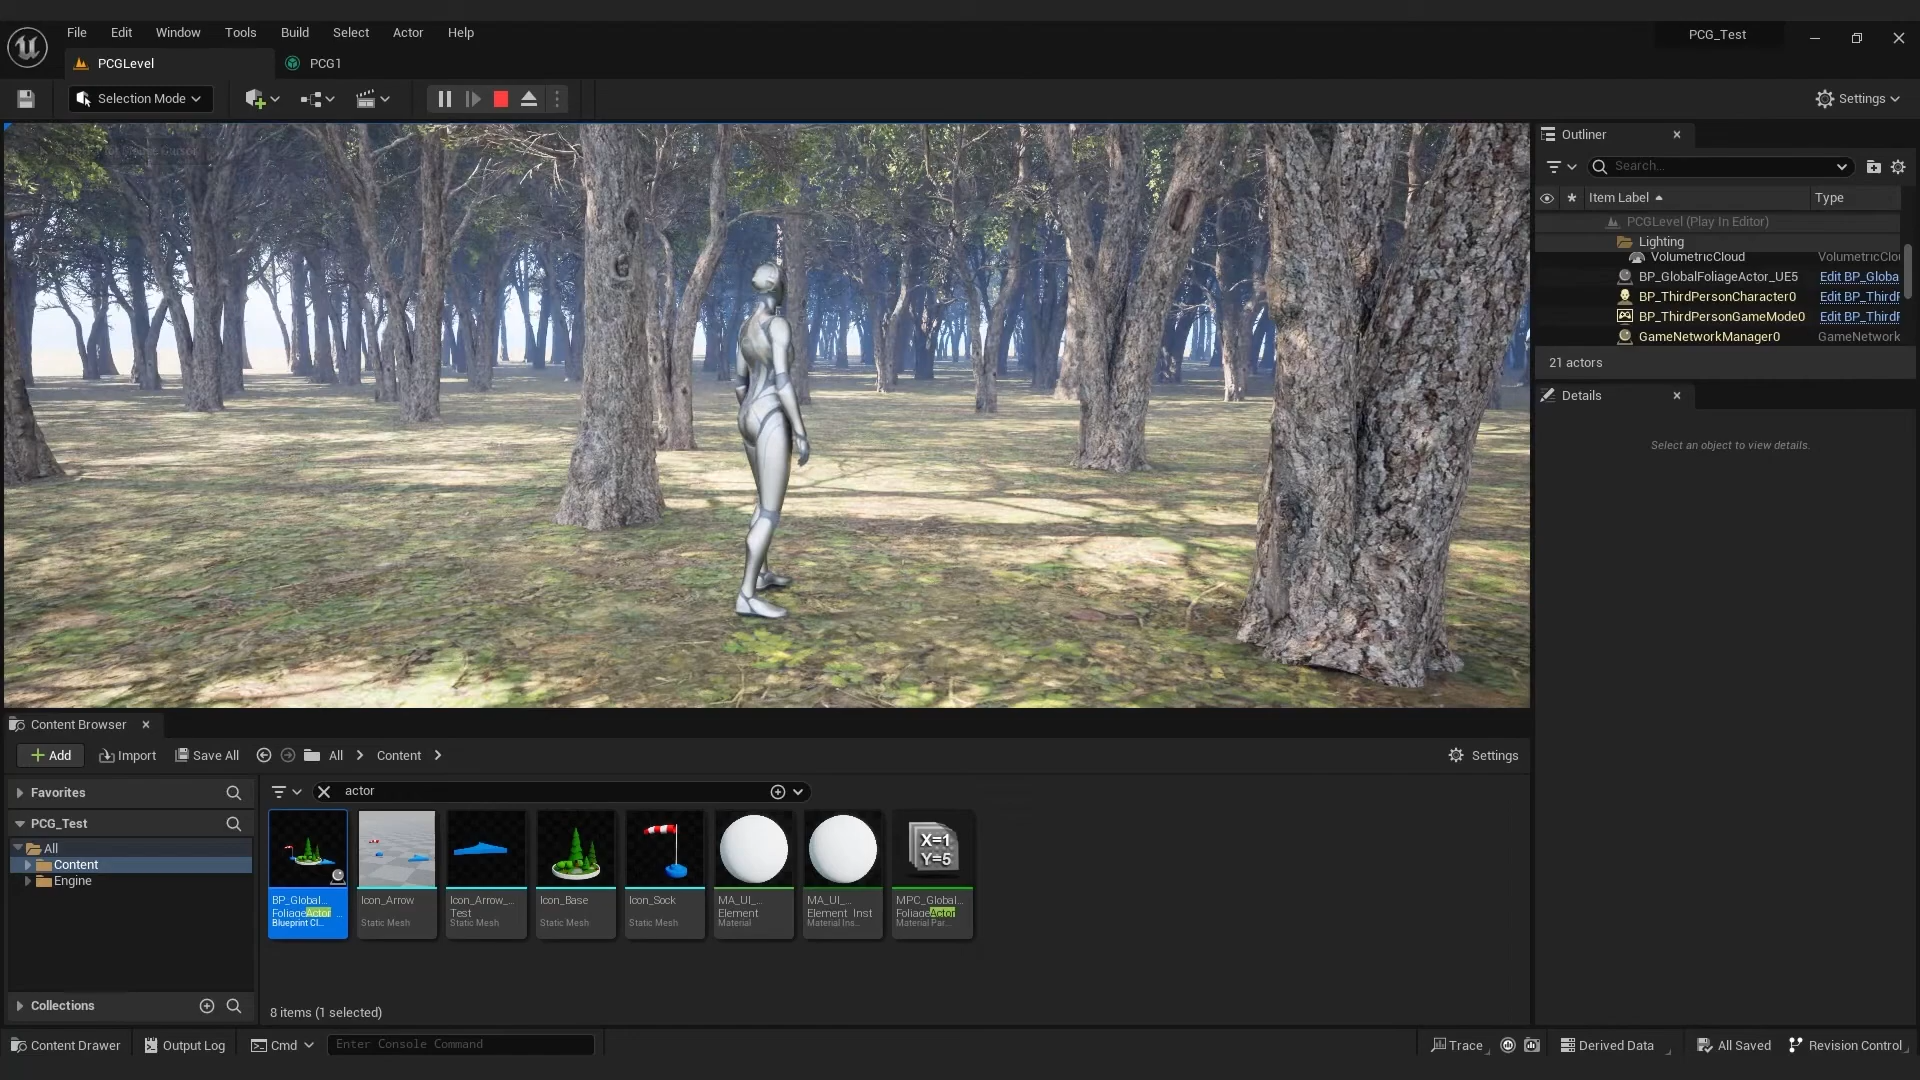 File Edit Window Tools Build Select Actor Help
PCG_Test
PCGLevel
PCG1
Selection Mode
Settings
Outliner
Search...
Item Label
Type
PCGLevel (Play In Editor)
Lighting
VolumetricCloud VolumetricClo
BP_GlobalFoliageActor_UE5 Edit BP_Globa
BP_ThirdPersonCharacter0 Edit BP_ThirdF
BP_ThirdPersonGameMode0 Edit BP_ThirdF
GameNetworkManager0 GameNetwork
21 actors
Details
Select an object to view details.
Content Browser
Add Import Save All All Content Settings
Favorites
actor
PCG_Test
All
Content
Engine
BP_Global...
FoliageActor_...
Blueprint Cl...
Icon_Arrow
Static Mesh
Icon_Arrow_...
Test
Static Mesh
Icon_Base
Static Mesh
Icon_Sock
Static Mesh
MA_UI_...
Element
Material
MA_UI_...
Element_Inst
Material Ins...
X=1
Y=5
MPC_Global...
FoliageActor
Material Par...
Collections
8 items (1 selected)
Content Drawer Output Log Cmd Enter Console Command Trace Derived Data All Saved Revision Control